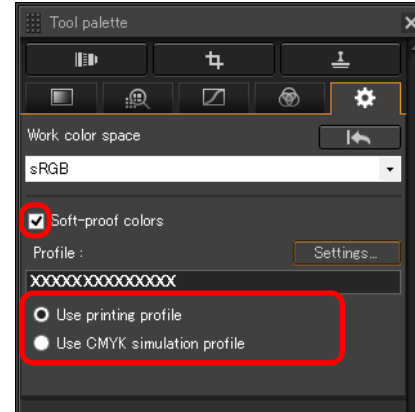 Tool palette
Work color space
sRGB
Soft-proof colors
Profile :
Settings...
XXXXXXXXXXXXXX
Use printing profile
Use CMYK simulation profile